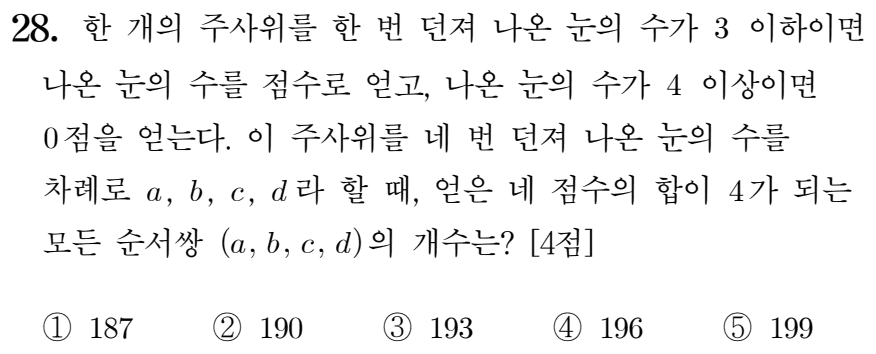 28. 한 개의 주사위를 한 번 던져 나온 눈의 수가 3 이하이면
나온 눈의 수를 점수로 얻고, 나온 눈의 수가 4 이상이면
0점을 얻는다. 이 주사위를 네 번 던져 나온 눈의 수를
차례로 a, b, c, d라 할 때, 얻은 네 점수의 합이 4가 되는
모든 순서쌍 (a, b, c, d)의 개수는? [4점]
① 187 ② 190 ③ 193 ④ 196 ⑤ 199